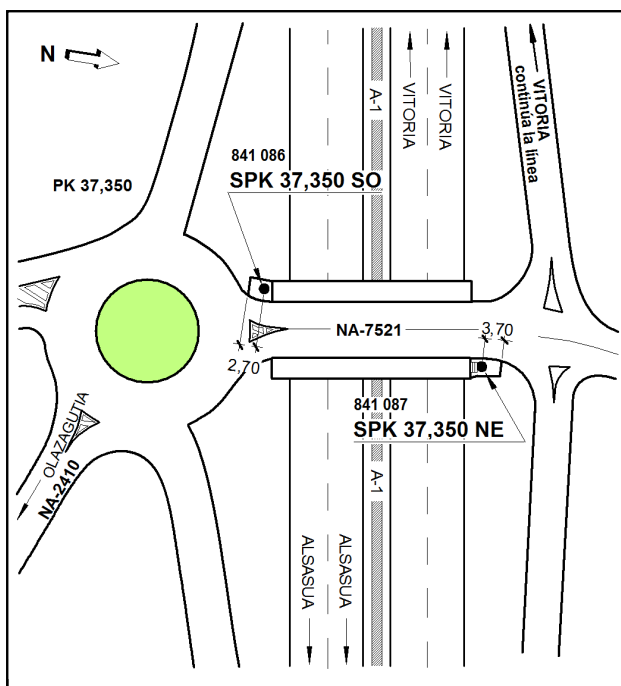 N
A-1
VITORIA
VITORIA
VITORIA
continúa la línea
841 086
SPK 37,350 SO
PK 37,350
NA-7521
3,70
2,70
841 087
SPK 37,350 NE
OLAZAGUTIA
NA-2410
A-1
ALSASUA
ALSASUA